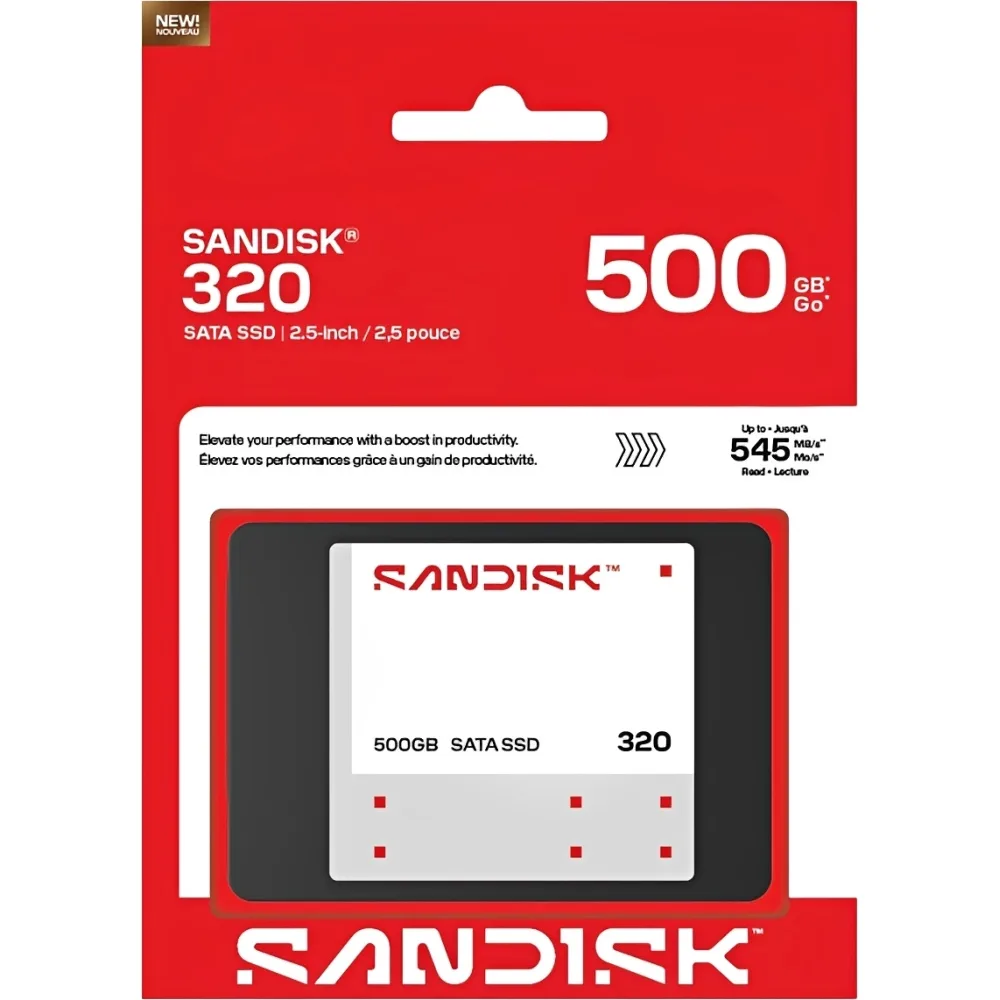 NEW!
NOUVEAU
SANDISK®
320
SATA SSD | 2.5-inch / 2,5 pouce
500 GB*
Go*
Elevate your performance with a boost in productivity.
Élevez vos performances grâce à un gain de productivité.
Up to • Jusqu'à
545 MB/s**
Mo/s**
Read • Lecture
SANDISK™
500GB SATA SSD 320
SANDISK™